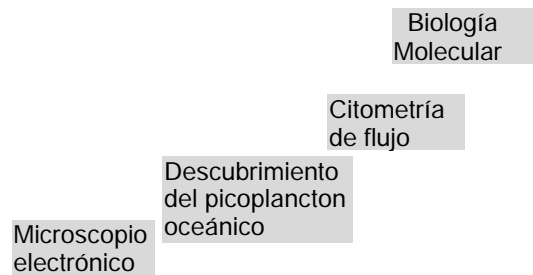 Biología
Molecular
Citometría
de flujo
Descubrimiento
del picoplancton
oceánico
Microscopio
electrónico